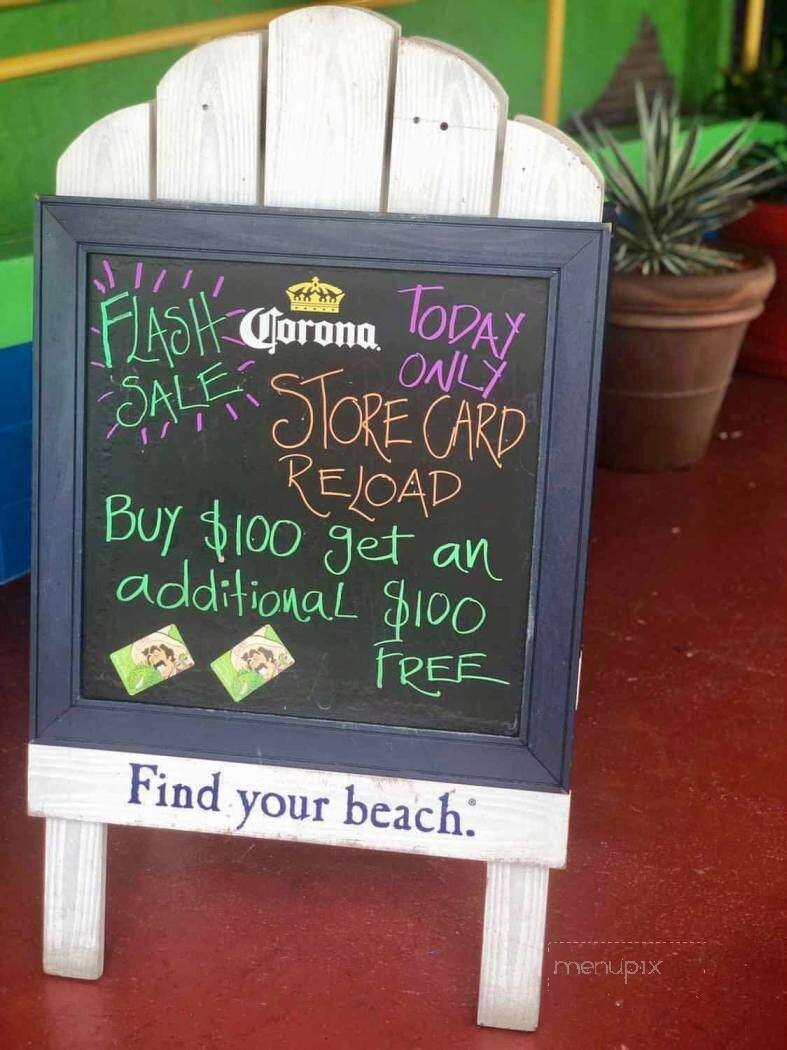 FLASH
SALE
Corona
TODAY
ONLY
STORE CARD
RELOAD
BUY $100 get an
additional $100
FREE
Find your beach.®
menupix